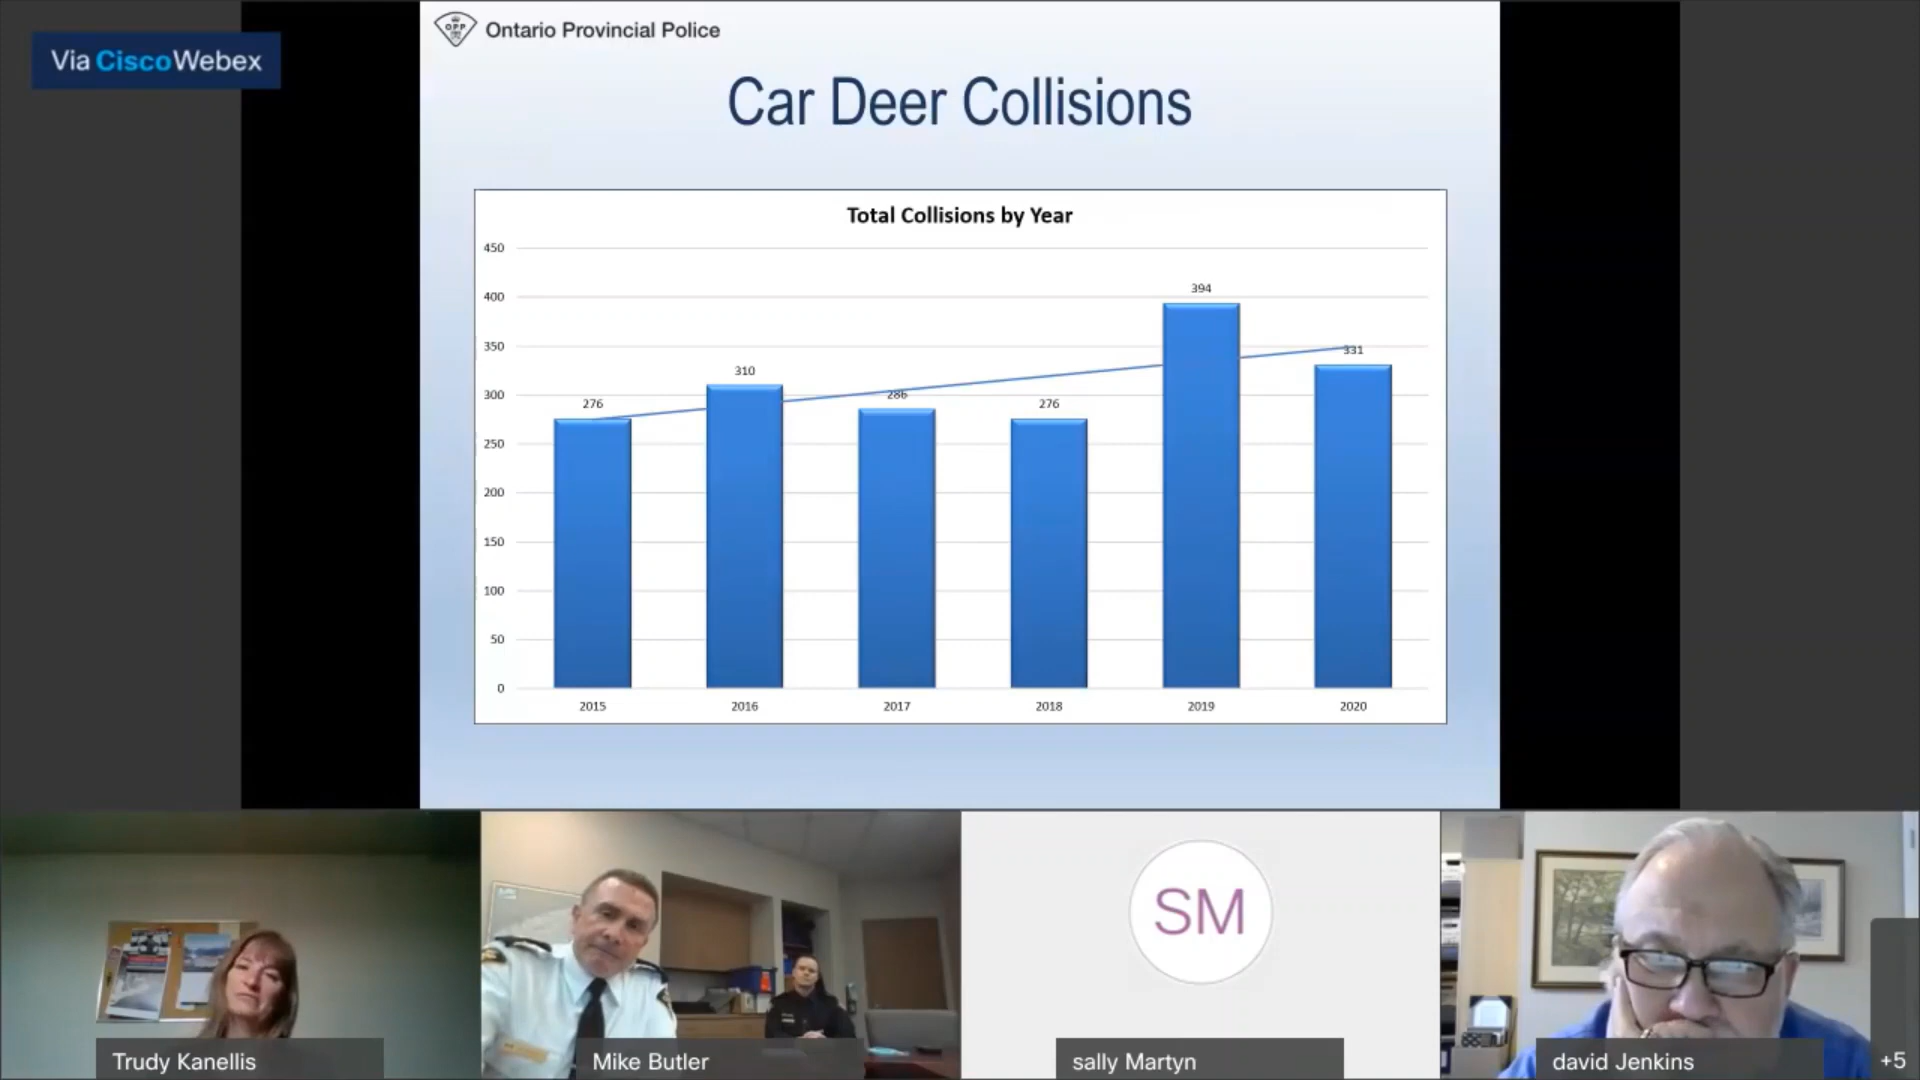 Via CiscoWebex
OPP
Ontario Provincial Police
Car Deer Collisions
Total Collisions by Year
450
400
350
300
250
200
150
100
50
0
276
310
286
276
394
331
2015
2016
2017
2018
2019
2020
SM
Trudy Kanellis
Mike Butler
sally Martyn
david Jenkins
+5